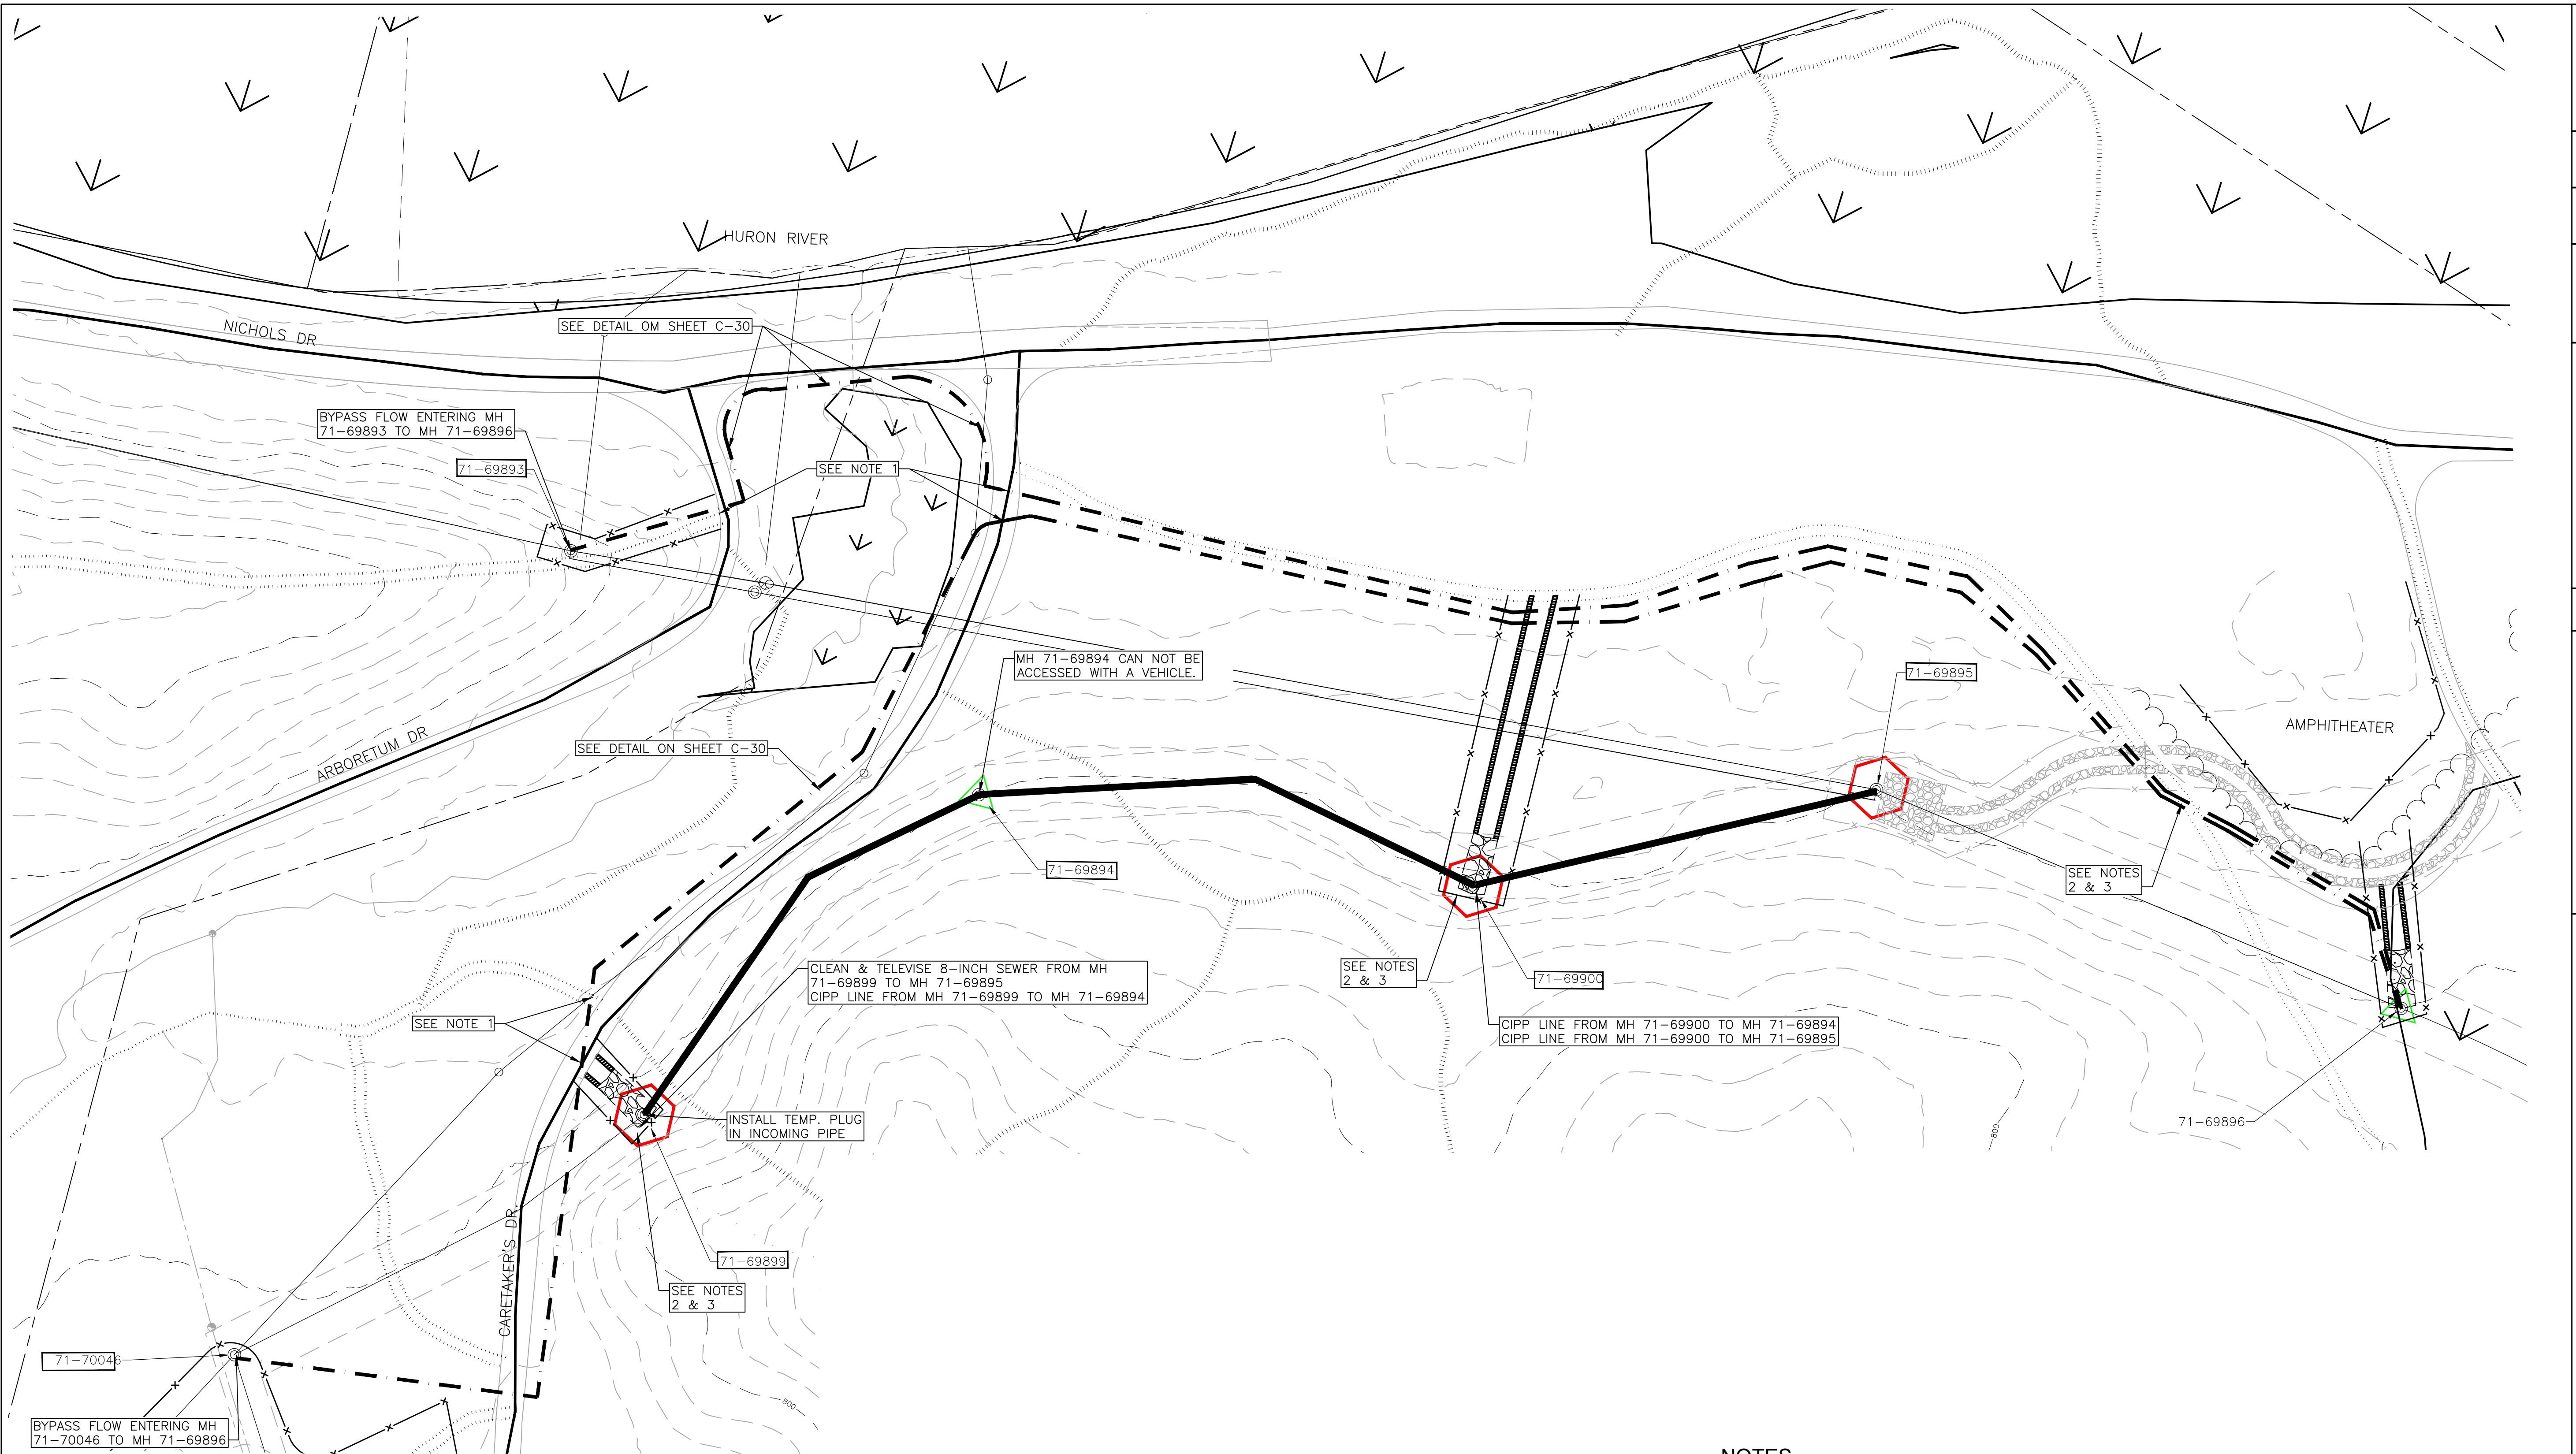 HURON RIVER
NICHOLS DR
SEE DETAIL OM SHEET C-30
BYPASS FLOW ENTERING MH
71-69893 TO MH 71-69896
71-69893
SEE NOTE 1
MH 71-69894 CAN NOT BE
ACCESSED WITH A VEHICLE.
71-69895
AMPHITHEATER
ARBORETUM DR
SEE DETAIL ON SHEET C-30
71-69894
SEE NOTES
2 & 3
CLEAN & TELEVISE 8-INCH SEWER FROM MH
71-69899 TO MH 71-69895
CIPP LINE FROM MH 71-69899 TO MH 71-69894
SEE NOTES
2 & 3
71-69900
SEE NOTE 1
CIPP LINE FROM MH 71-69900 TO MH 71-69894
CIPP LINE FROM MH 71-69900 TO MH 71-69895
INSTALL TEMP. PLUG
IN INCOMING PIPE
71-69896
800
CARETAKER'S DR.
71-69899
SEE NOTES
2 & 3
71-70046
800
BYPASS FLOW ENTERING MH
71-70046 TO MH 71-69896
NOTES